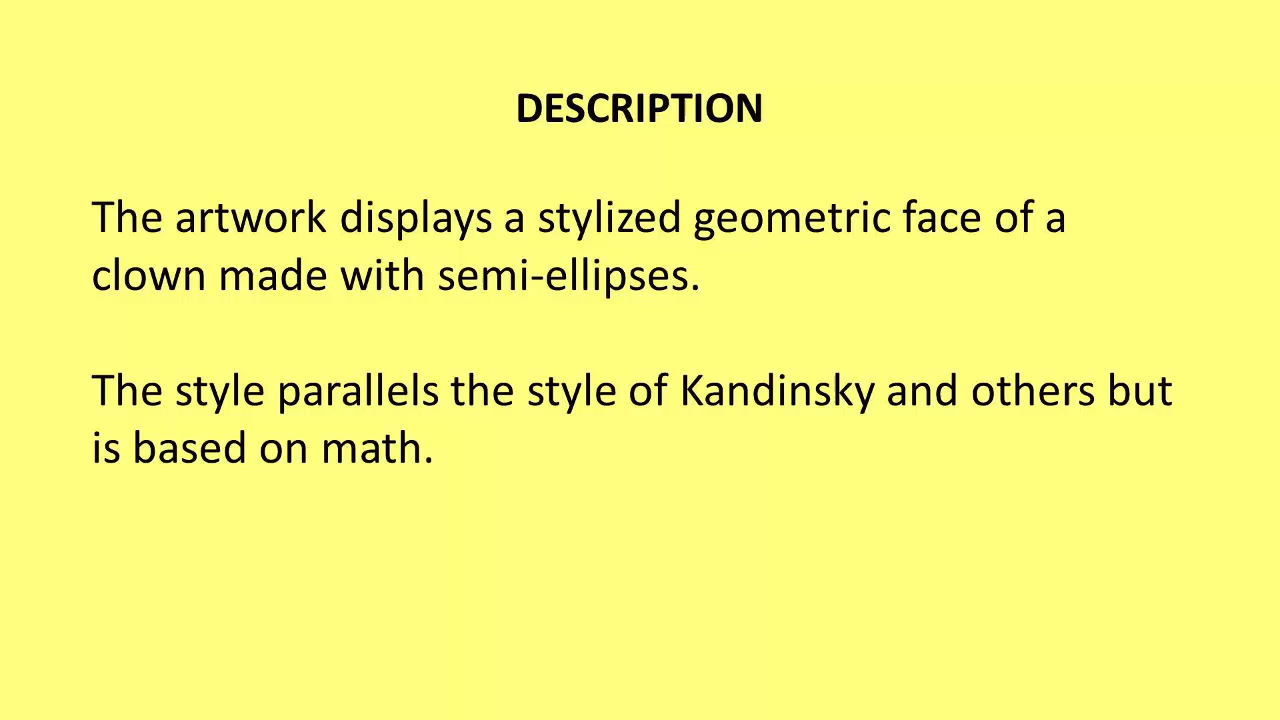 DESCRIPTION
The artwork displays a stylized geometric face of a
clown made with semi-ellipses.
The style parallels the style of Kandinsky and others but
is based on math.